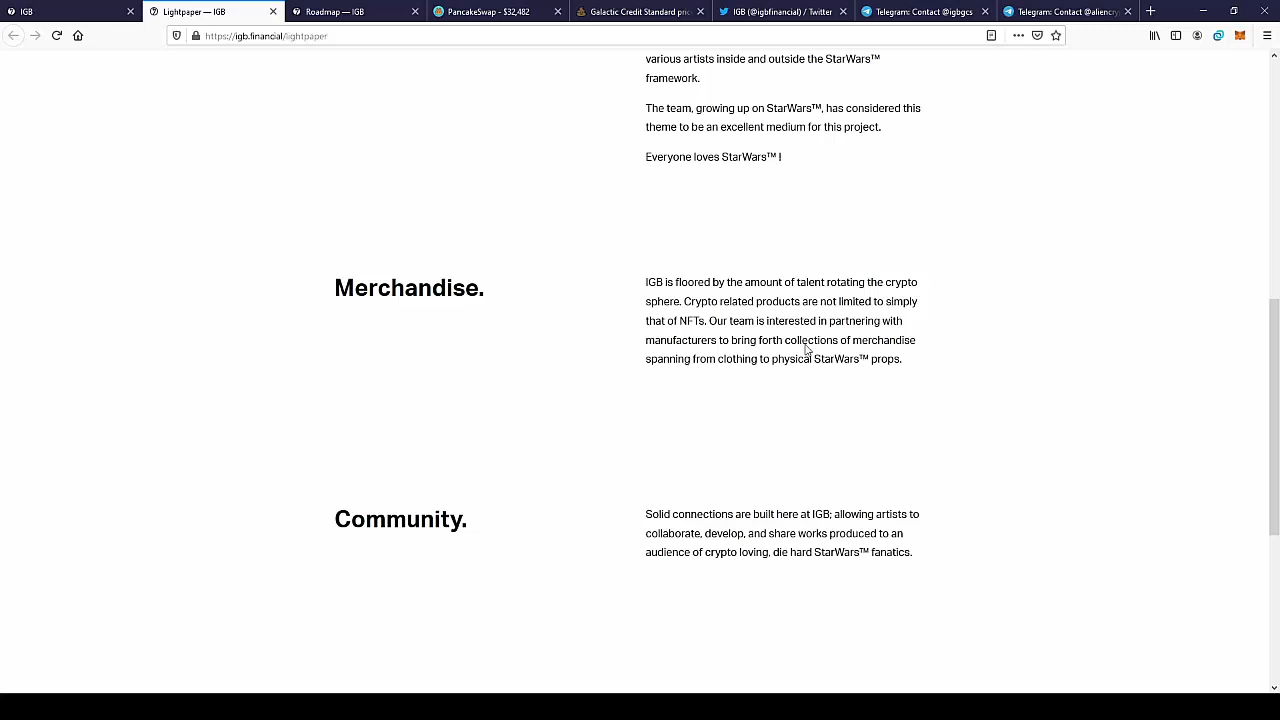 IGB
Lightpaper — IGB
Roadmap — IGB
PancakeSwap - $32,482
Galactic Credit Standard pri
IGB (@igbfinancial) / Twitter
Telegram: Contact @igbgcs
Telegram: Contact @aliencry
https://igb.financial/lightpaper
various artists inside and outside the StarWars™
framework.
The team, growing up on StarWars™, has considered this
theme to be an excellent medium for this project.
Everyone loves StarWars™ !
Merchandise.
IGB is floored by the amount of talent rotating the crypto
sphere. Crypto related products are not limited to simply
that of NFTs. Our team is interested in partnering with
manufacturers to bring forth collections of merchandise
spanning from clothing to physical StarWars™ props.
Community.
Solid connections are built here at IGB; allowing artists to
collaborate, develop, and share works produced to an
audience of crypto loving, die hard StarWars™ fanatics.